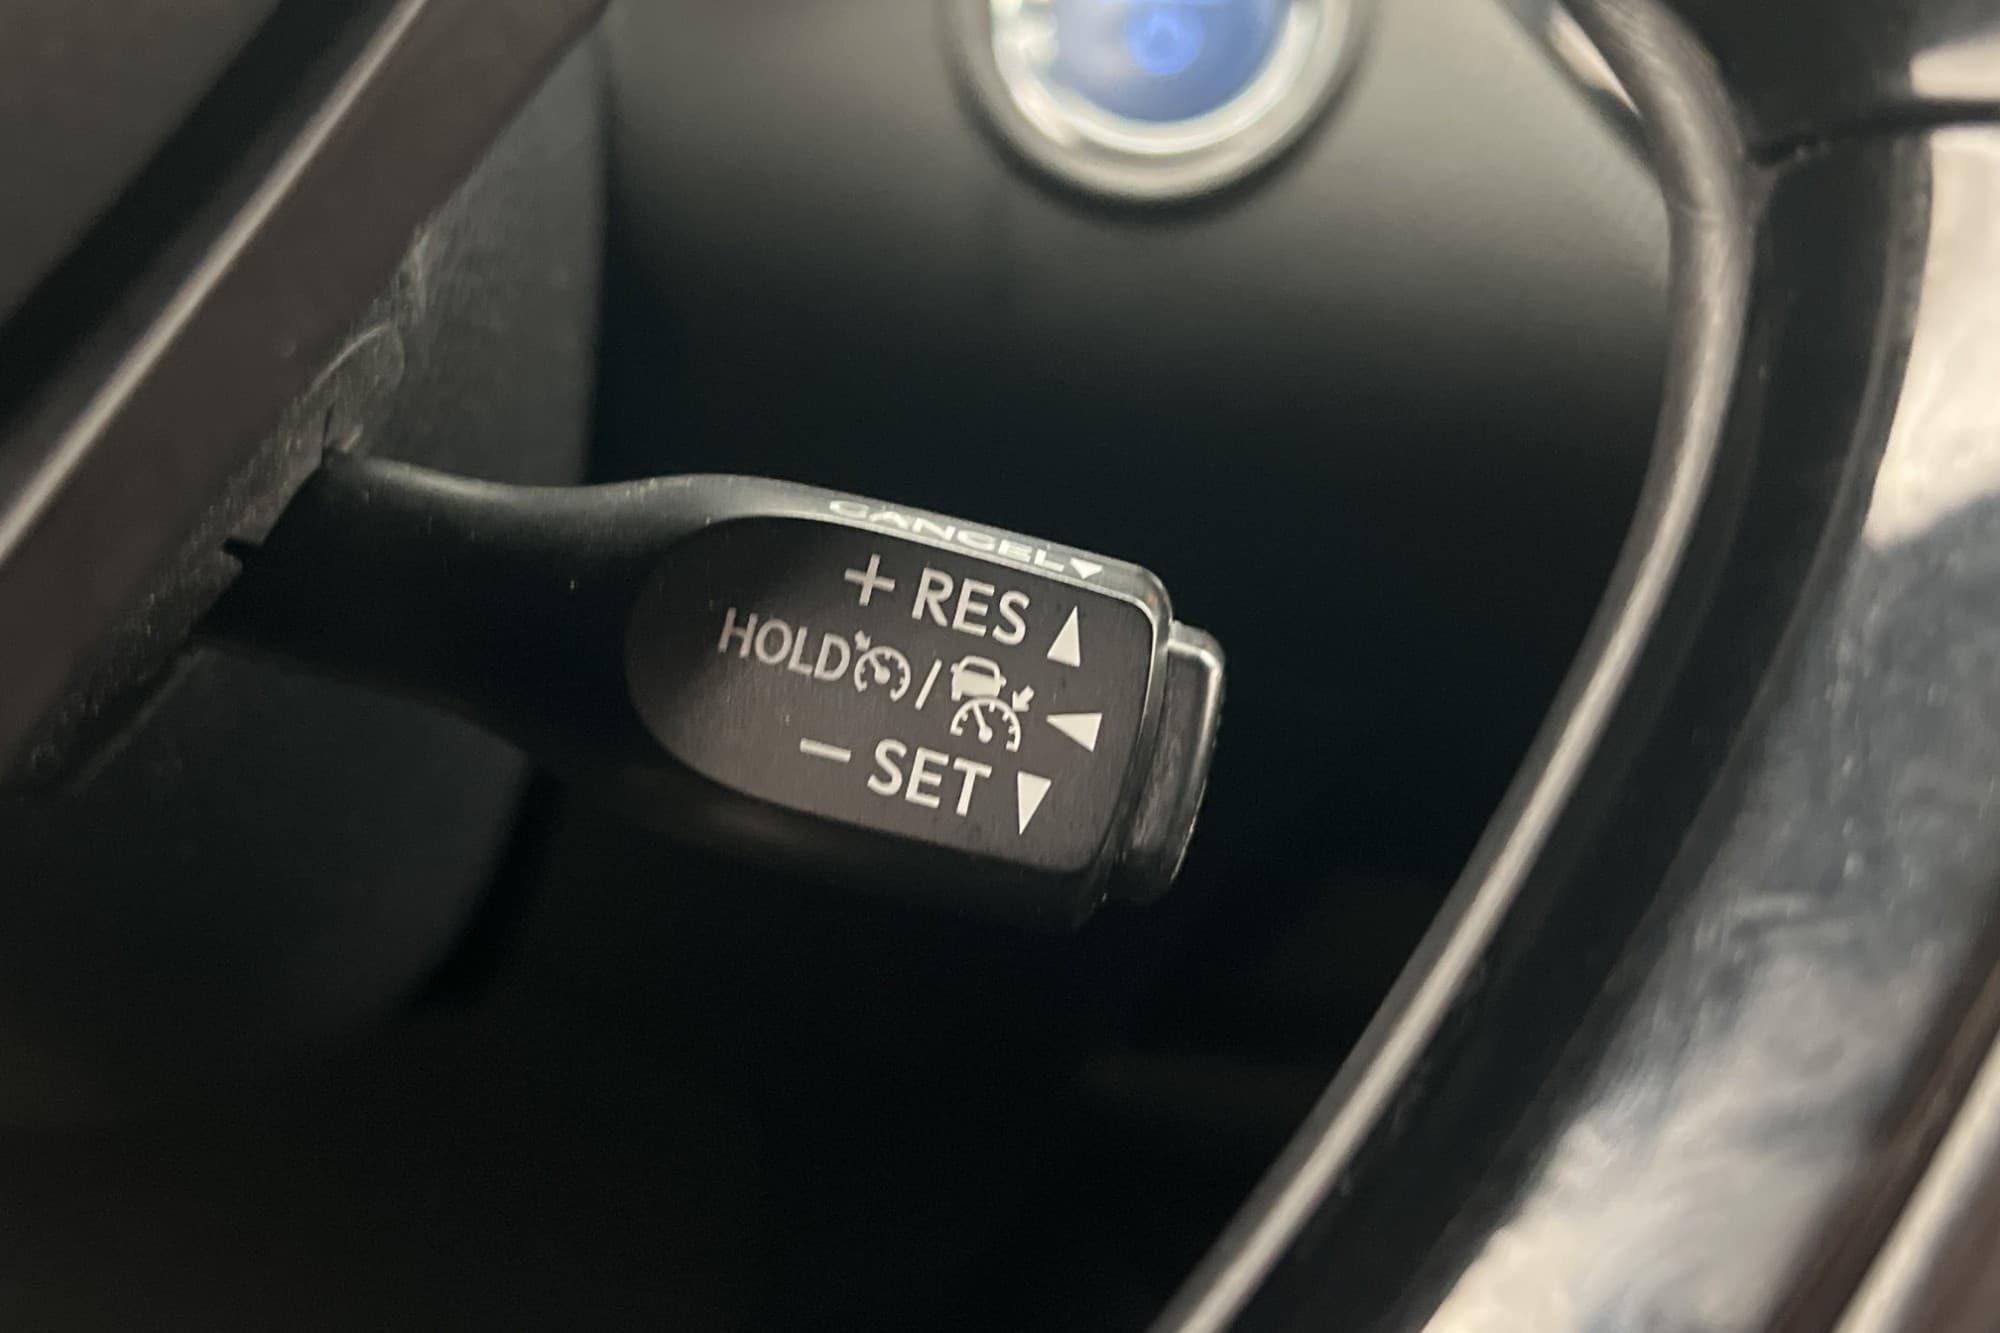 CANCEL▼
+ RES ▲
HOLD / ◀
− SET ▼